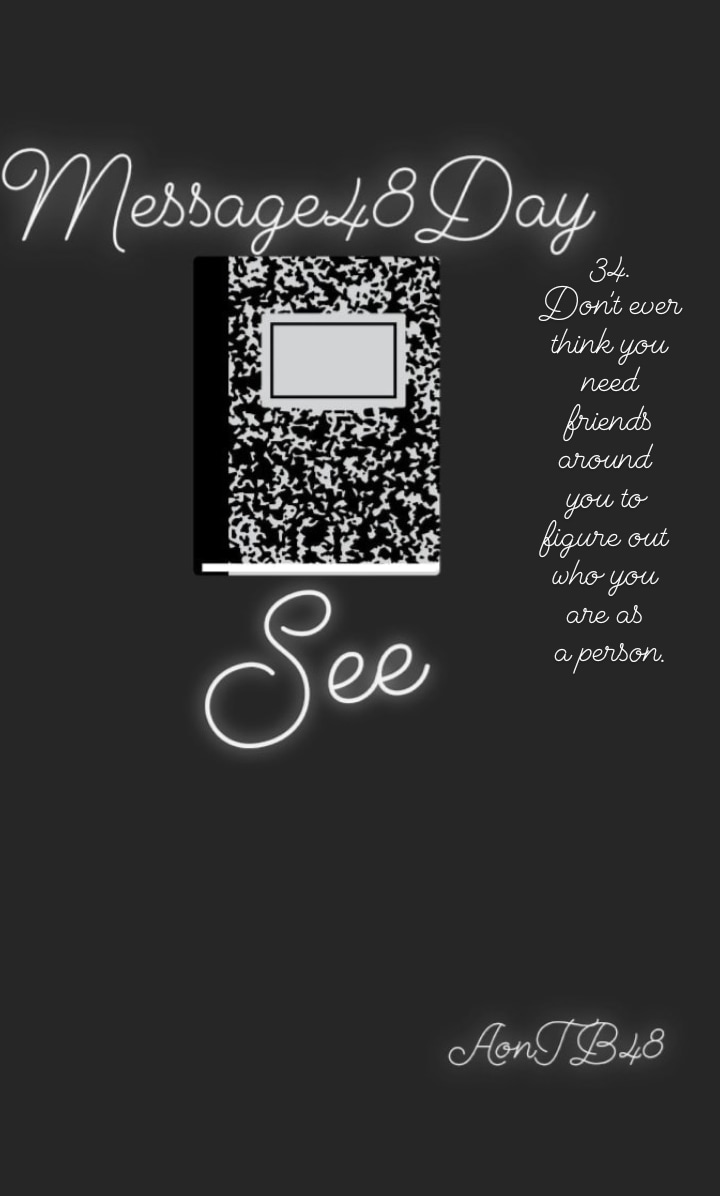 Message48Day
34.
Don't ever
think you
need
friends
around
you to
figure out
who you
are as
a person.
See
AonTB48